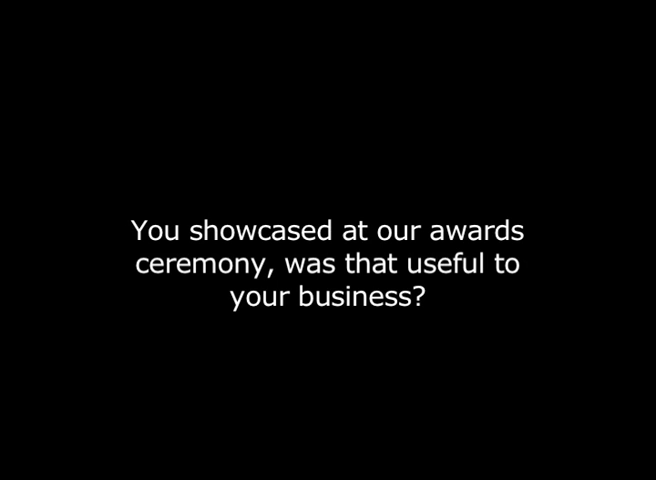 You showcased at our awards
ceremony, was that useful to
your business?